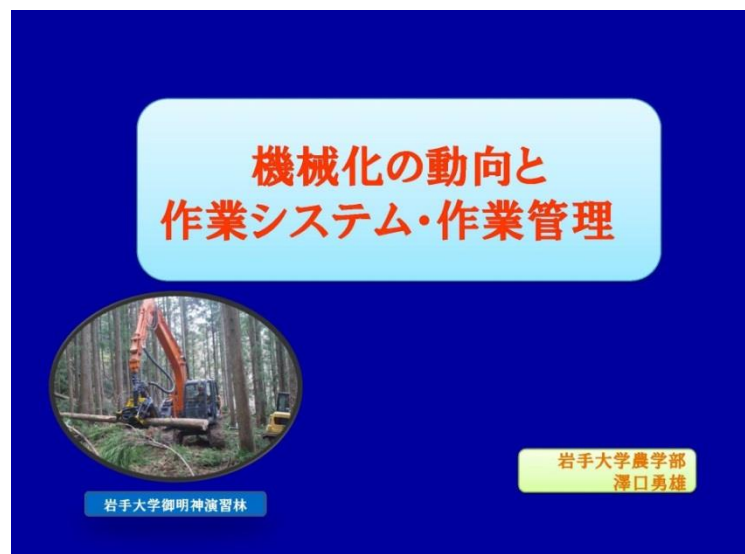 機械化の動向と
作業システム・作業管理
岩手大学御明神演習林
岩手大学農学部
澤口勇雄